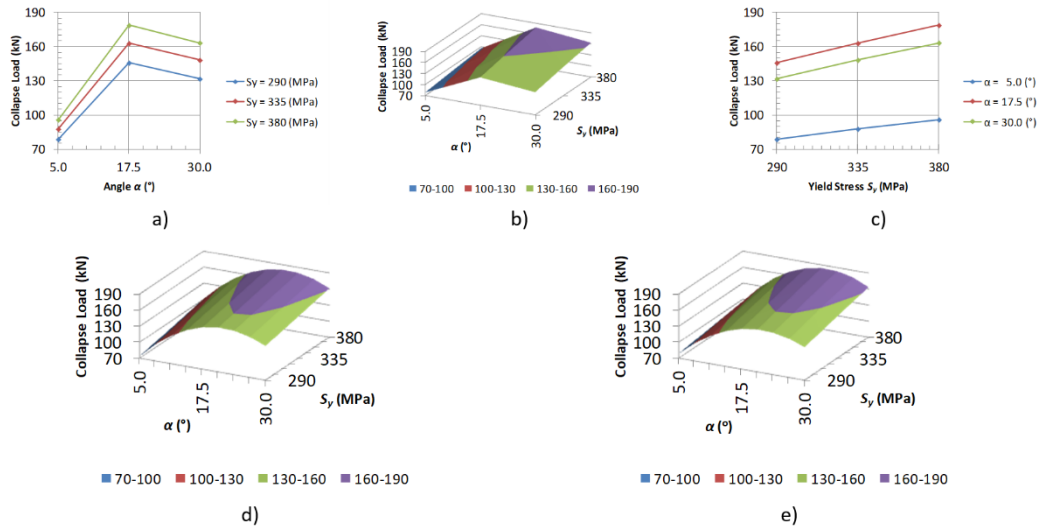 Collapse Load (kN)
190
160
130
100
70
5.0 17.5 30.0
Angle α (°)
Sy = 290 (MPa)
Sy = 335 (MPa)
Sy = 380 (MPa)
a)
Collapse Load (kN)
190
160
130
100
70
5.0
17.5
30.0
α (°)
290
335
380
Sy (MPa)
70-100 100-130 130-160 160-190
b)
Collapse Load (kN)
190
160
130
100
70
290 335 380
Yield Stress Sy (MPa)
α = 5.0 (°)
α = 17.5 (°)
α = 30.0 (°)
c)
Collapse Load (kN)
190
160
130
100
70
5.0
17.5
30.0
α (°)
290
335
380
Sy (MPa)
70-100 100-130 130-160 160-190
d)
Collapse Load (kN)
190
160
130
100
70
5.0
17.5
30.0
α (°)
290
335
380
Sy (MPa)
70-100 100-130 130-160 160-190
e)